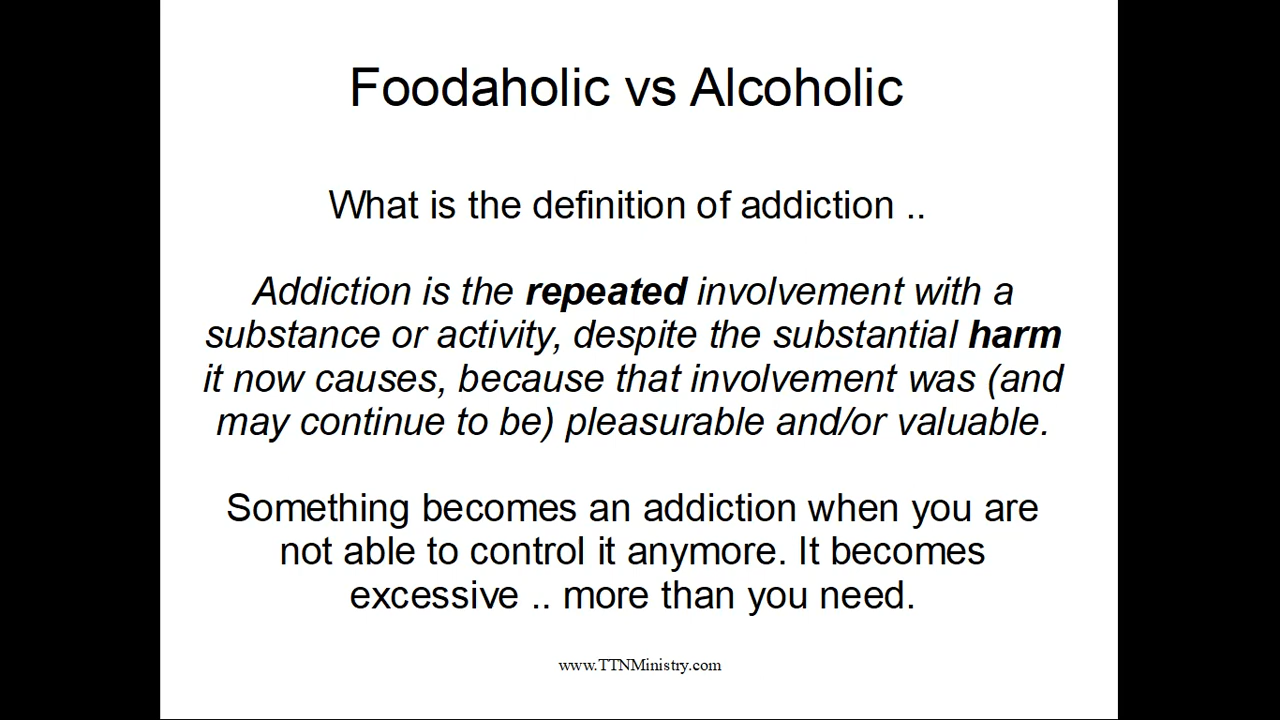 Foodaholic vs Alcoholic
What is the definition of addiction ..
Addiction is the repeated involvement with a
substance or activity, despite the substantial harm
it now causes, because that involvement was (and
may continue to be) pleasurable and/or valuable.
Something becomes an addiction when you are
not able to control it anymore. It becomes
excessive .. more than you need.
www.TTNMinistry.com